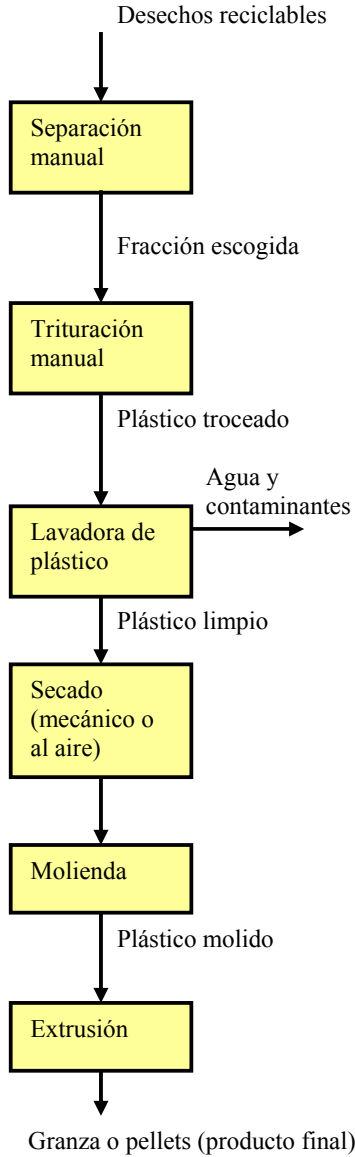 Desechos reciclables
Separación
manual
Fracción escogida
Trituración
manual
Plástico troceado
Agua y
contaminantes
Lavadora de
plástico
Plástico limpio
Secado
(mecánico o
al aire)
Molienda
Plástico molido
Extrusión
Granza o pellets (producto final)